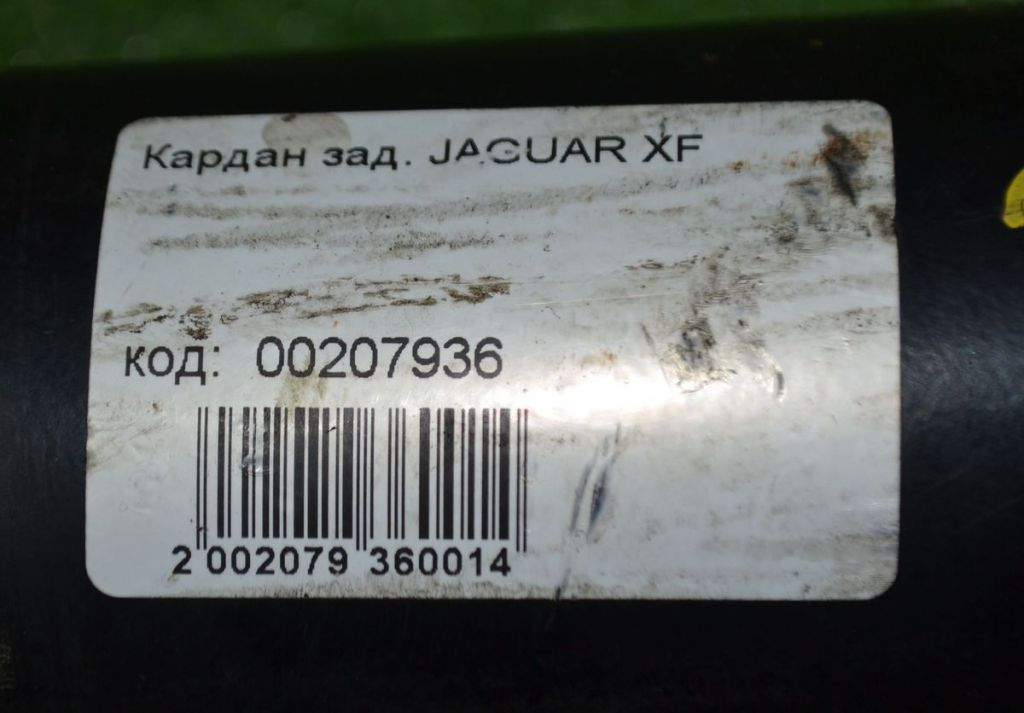 Кардан зад. JAGUAR XF
код: 00207936
2 002079 360014